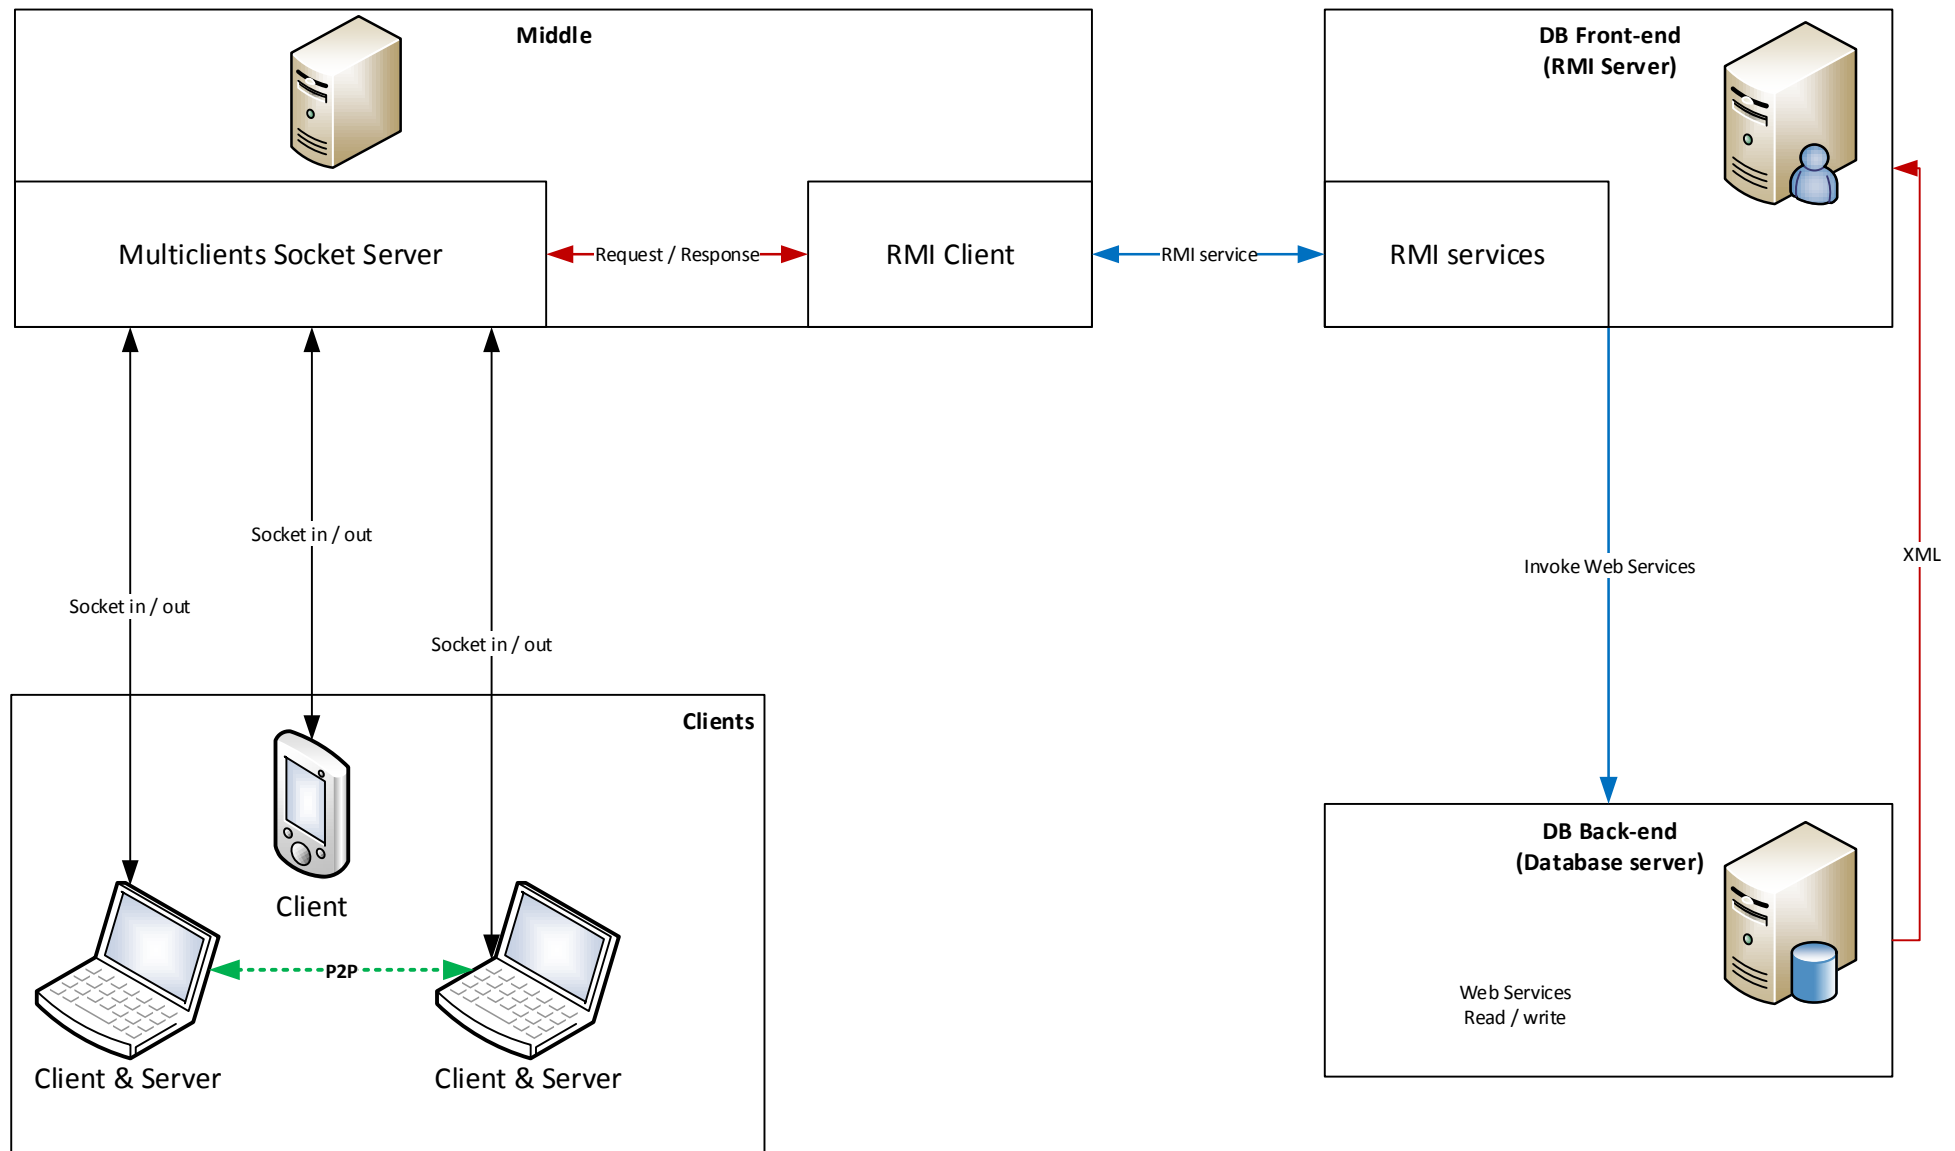 Middle
DB Front-end
(RMI Server)
Multiclients Socket Server
Request / Response
RMI Client
RMI service
RMI services
Socket in / out
Invoke Web Services
XML
Socket in / out
Socket in / out
Clients
Client
P2P
Client & Server
Client & Server
DB Back-end
(Database server)
Web Services
Read / write